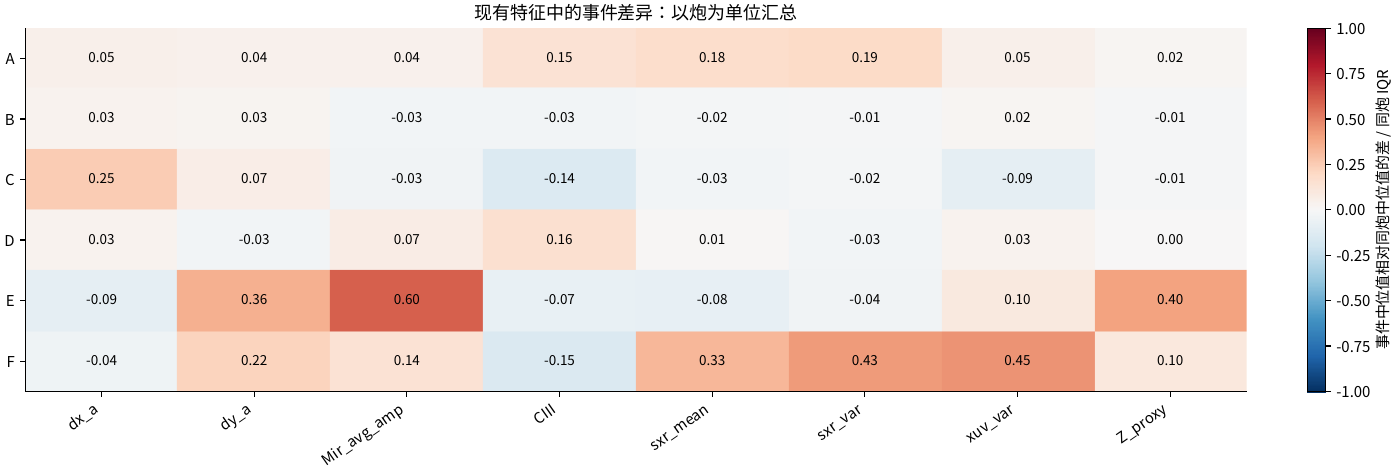 现有特征中的事件差异：以炮为单位汇总
A 0.05 0.04 0.04 0.15 0.18 0.19 0.05 0.02
B 0.03 0.03 -0.03 -0.03 -0.02 -0.01 0.02 -0.01
C 0.25 0.07 -0.03 -0.14 -0.03 -0.02 -0.09 -0.01
D 0.03 -0.03 0.07 0.16 0.01 -0.03 0.03 0.00
E -0.09 0.36 0.60 -0.07 -0.08 -0.04 0.10 0.40
F -0.04 0.22 0.14 -0.15 0.33 0.43 0.45 0.10
dx_a dy_a Mir_avg_amp CIII sxr_mean sxr_var xuv_var Z_proxy
1.00
0.75
0.50
0.25
0.00
-0.25
-0.50
-0.75
-1.00
事件中位值相对同炮中位值的差 / 同炮 IQR